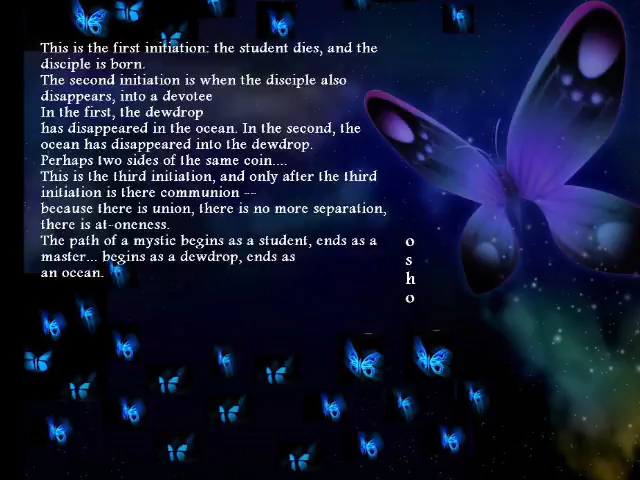 This is the first initiation: the student dies, and the
disciple is born.
The second initiation is when the disciple also
disappears, into a devotee
In the first, the dewdrop
has disappeared in the ocean. In the second, the
ocean has disappeared into the dewdrop.
Perhaps two sides of the same coin....
This is the third initiation, and only after the third
initiation is there communion --
because there is union, there is no more separation,
there is at-oneness.
The path of a mystic begins as a student, ends as a
master... begins as a dewdrop, ends as
an ocean.
o
s
h
o